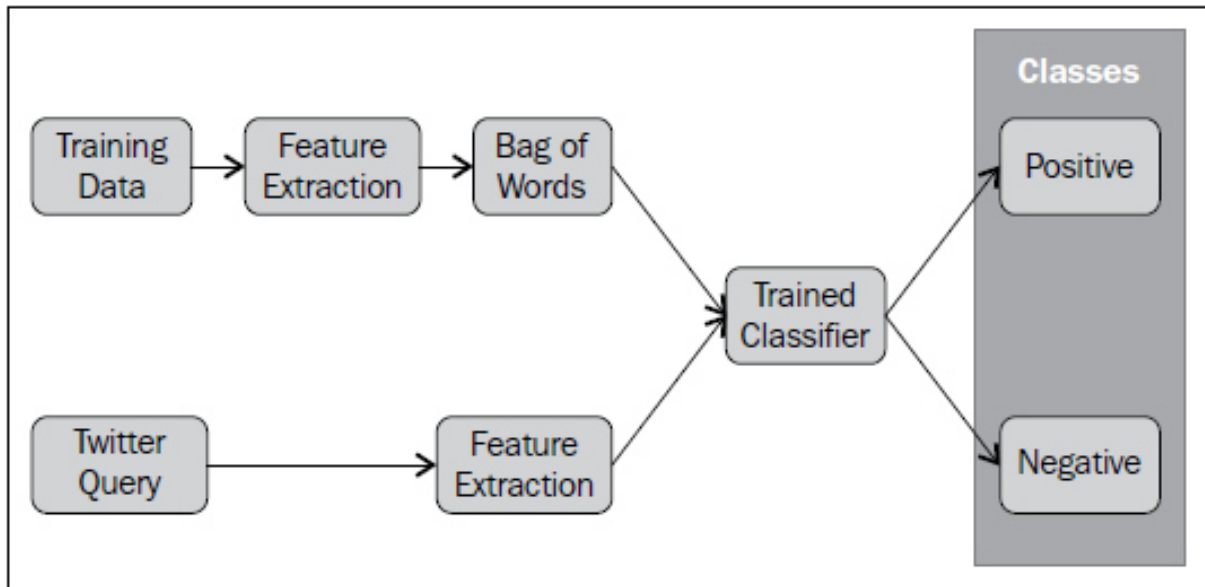 Classes
Training
Data
Feature
Extraction
Bag of
Words
Positive
Trained
Classifier
Twitter
Query
Feature
Extraction
Negative